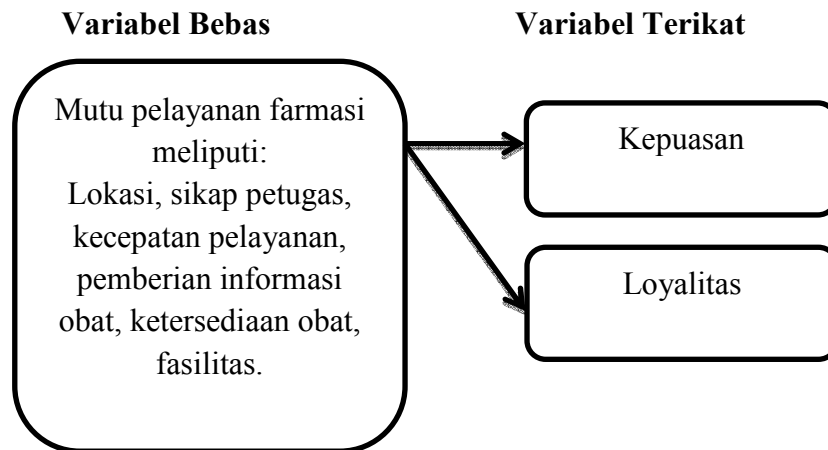 Variabel Bebas
Variabel Terikat
Mutu pelayanan farmasi
meliputi:
Lokasi, sikap petugas,
kecepatan pelayanan,
pemberian informasi
obat, ketersediaan obat,
fasilitas.
Kepuasan
Loyalitas